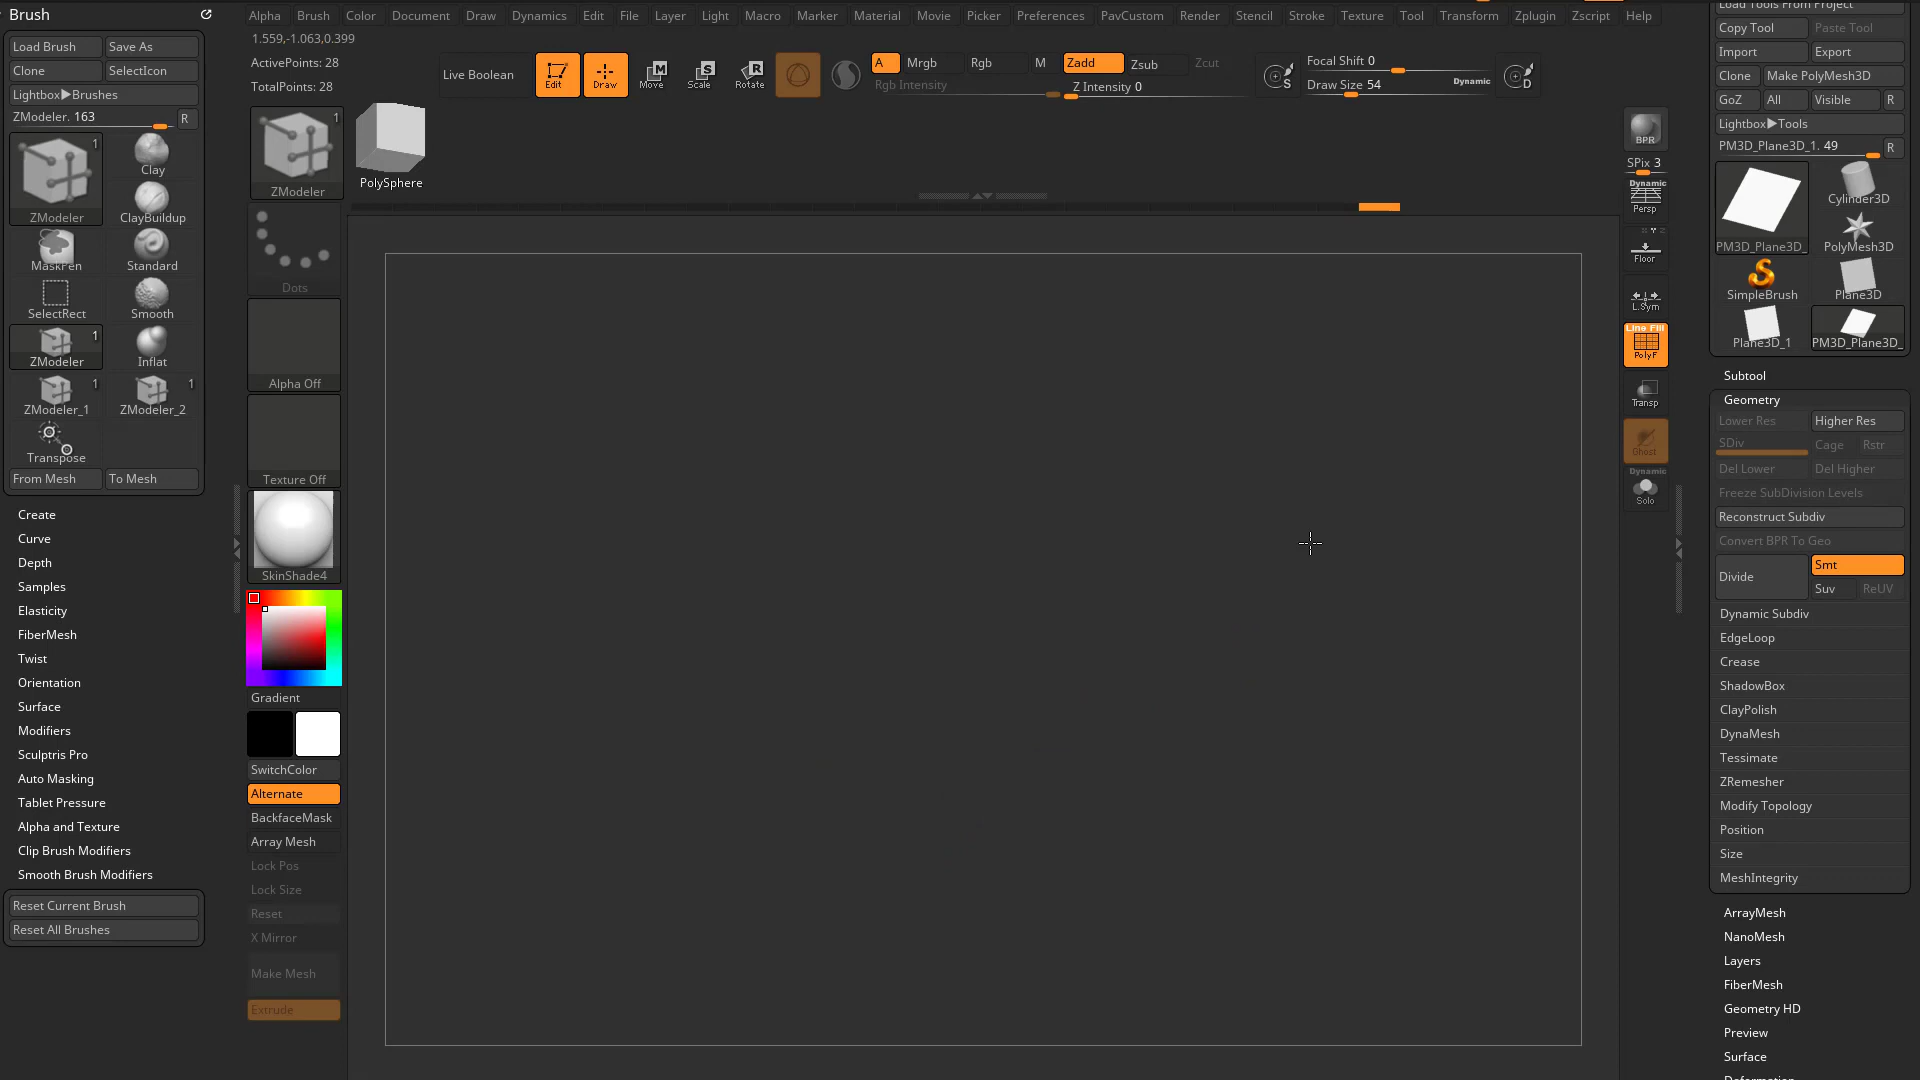 Brush
Load Brush Save As
Clone SelectIcon
Lightbox▶Brushes
ZModeler. 163 R
1
ZModeler
Clay
ClayBuildup
MaskPen Standard
SelectRect Smooth
1
ZModeler Inflat
1 1
ZModeler_1 ZModeler_2
Transpose
From Mesh To Mesh
Create
Curve
Depth
Samples
Elasticity
FiberMesh
Twist
Orientation
Surface
Modifiers
Sculptris Pro
Auto Masking
Tablet Pressure
Alpha and Texture
Clip Brush Modifiers
Smooth Brush Modifiers
Reset Current Brush
Reset All Brushes
Alpha Brush Color Document Draw Dynamics Edit File Layer Light Macro Marker Material Movie Picker Preferences PavCustom Render Stencil Stroke Texture Tool Transform Zplugin Zscript Help
1.559,-1.063,0.399
ActivePoints: 28
TotalPoints: 28
Live Boolean
Edit Draw Move Scale Rotate
A Mrgb Rgb M Zadd Zsub Zcut
Rgb Intensity Z Intensity 0
S
Focal Shift 0
Draw Size 54 Dynamic
D
1
ZModeler
PolySphere
Dots
Alpha Off
Texture Off
SkinShade4
Gradient
SwitchColor
Alternate
BackfaceMask
Array Mesh
Lock Pos
Lock Size
Reset
X Mirror
Make Mesh
Extrude
BPR
SPix 3
Dynamic
Persp
Floor
L.Sym
Line Fill
PolyF
Transp
Ghost
Dynamic
Solo
Load Tools From Project
Copy Tool Paste Tool
Import Export
Clone Make PolyMesh3D
GoZ All Visible R
Lightbox▶Tools
PM3D_Plane3D_1. 49 R
PM3D_Plane3D_
Cylinder3D
PolyMesh3D
SimpleBrush Plane3D
Plane3D_1 PM3D_Plane3D_
Subtool
Geometry
Lower Res Higher Res
SDiv Cage Rstr
Del Lower Del Higher
Freeze SubDivision Levels
Reconstruct Subdiv
Convert BPR To Geo
Divide Smt
Suv ReUV
Dynamic Subdiv
EdgeLoop
Crease
ShadowBox
ClayPolish
DynaMesh
Tessimate
ZRemesher
Modify Topology
Position
Size
MeshIntegrity
ArrayMesh
NanoMesh
Layers
FiberMesh
Geometry HD
Preview
Surface